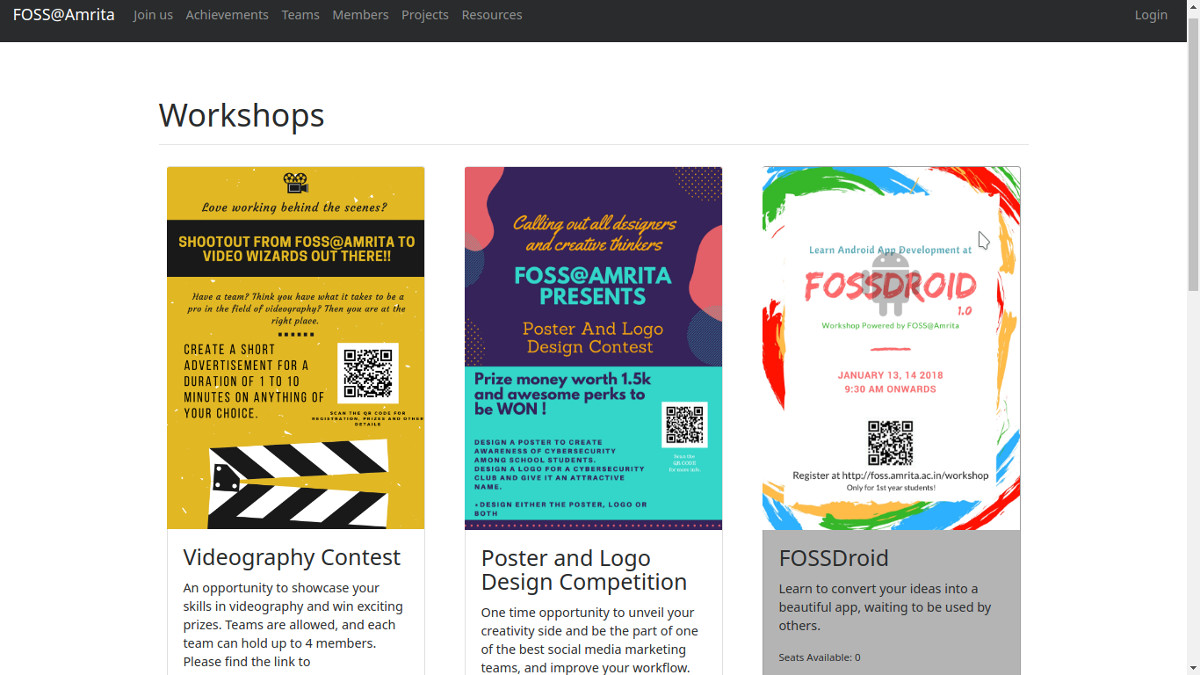 FOSS@Amrita Join us Achievements Teams Members Projects Resources Login
Workshops
Love working behind the scenes?
SHOOTOUT FROM FOSS@AMRITA TO
VIDEO WIZARDS OUT THERE!!
Have a team? Think you have what it takes to be a
pro in the field of videography? Then you are at the
right place.
CREATE A SHORT
ADVERTISEMENT FOR A
DURATION OF 1 TO 10
MINUTES ON ANYTHING OF
YOUR CHOICE.
SCAN THE QR CODE FOR
REGISTRATION, PRIZES AND OTHER
DETAILS
Videography Contest
An opportunity to showcase your
skills in videography and win exciting
prizes. Teams are allowed, and each
team can hold up to 4 members.
Please find the link to
Calling out all designers
and creative thinkers
FOSS@AMRITA
PRESENTS
Poster And Logo
Design Contest
Prize money worth 1.5k
and awesome perks to
be WON !
DESIGN A POSTER TO CREATE
AWARENESS OF CYBERSECURITY
AMONG SCHOOL STUDENTS.
DESIGN A LOGO FOR A CYBERSECURITY
CLUB AND GIVE IT AN ATTRACTIVE
NAME.
*DESIGN EITHER THE POSTER, LOGO OR
BOTH
Scan the
QR CODE
for more info.
Poster and Logo
Design Competition
One time opportunity to unveil your
creativity side and be the part of one
of the best social media marketing
teams, and improve your workflow.
Learn Android App Development at
FOSSDROID
1.0
Workshop Powered by FOSS@Amrita
JANUARY 13, 14 2018
9:30 AM ONWARDS
Register at http://foss.amrita.ac.in/workshop
Only for 1st year students!
FOSSDroid
Learn to convert your ideas into a
beautiful app, waiting to be used by
others.
Seats Available: 0